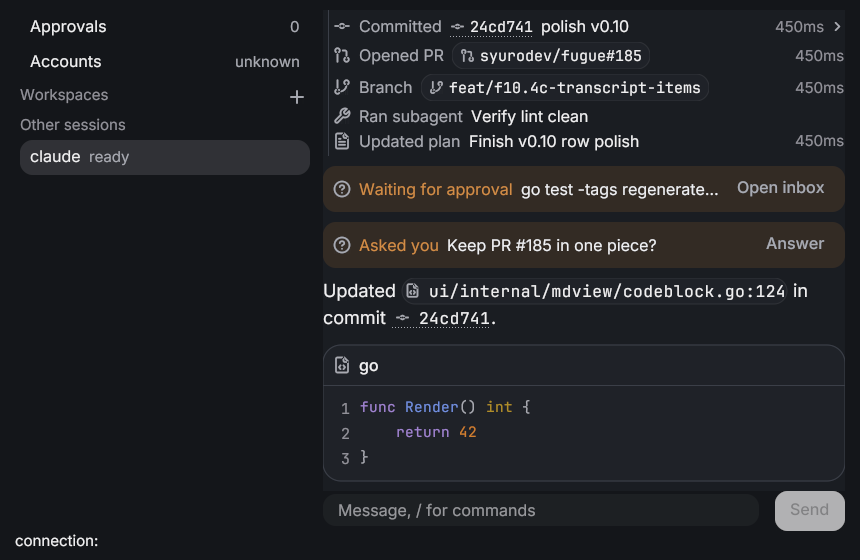 Approvals 0
Accounts unknown
Workspaces +
Other sessions
claude ready
connection:
Committed 24cd741 polish v0.10 450ms >
Opened PR syurodev/fugue#185 450ms
Branch feat/f10.4c-transcript-items 450ms
Ran subagent Verify lint clean
Updated plan Finish v0.10 row polish 450ms
Waiting for approval go test -tags regenerate... Open inbox
Asked you Keep PR #185 in one piece? Answer
Updated ui/internal/mdview/codeblock.go:124 in
commit 24cd741.
go
1 func Render() int {
2     return 42
3 }
Message, / for commands Send